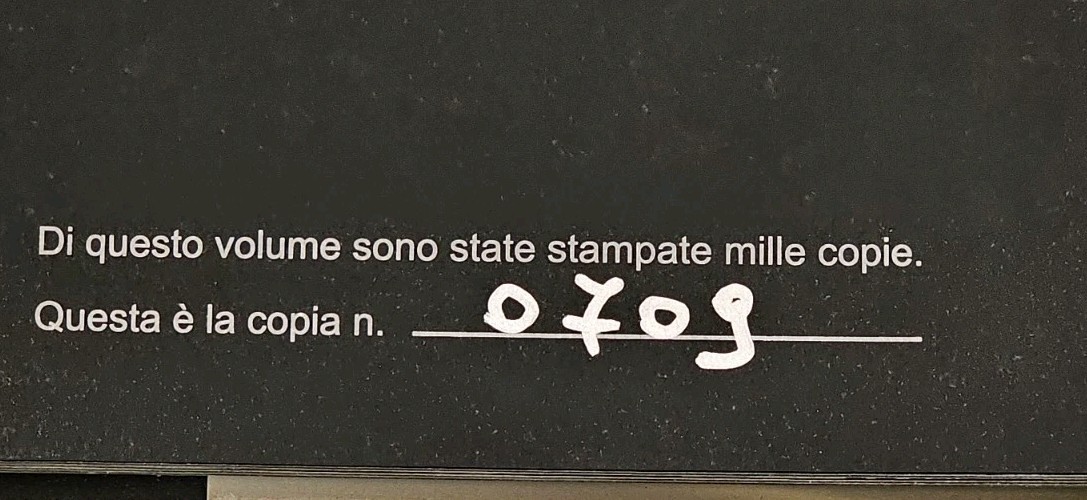 Di questo volume sono state stampate mille copie.
Questa è la copia n. 0709